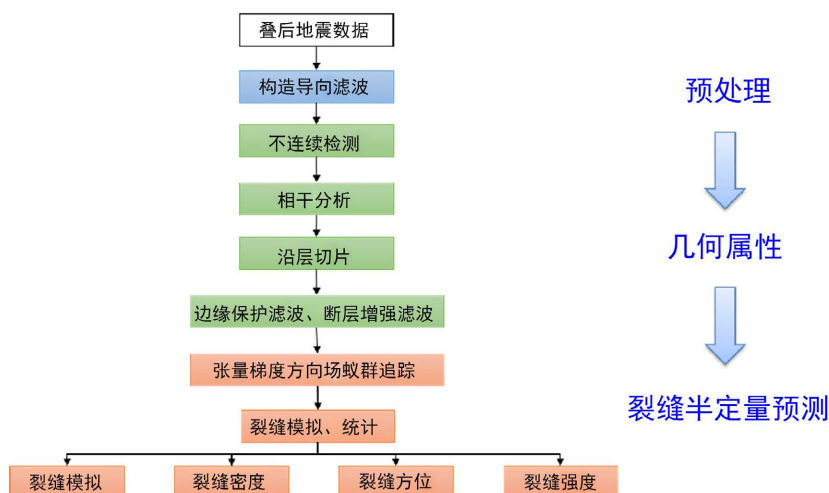 叠后地震数据
构造导向滤波
不连续检测
相干分析
沿层切片
边缘保护滤波、断层增强滤波
张量梯度方向场蚁群追踪
裂缝模拟、统计
裂缝模拟
裂缝密度
裂缝方位
裂缝强度
预处理
几何属性
裂缝半定量预测